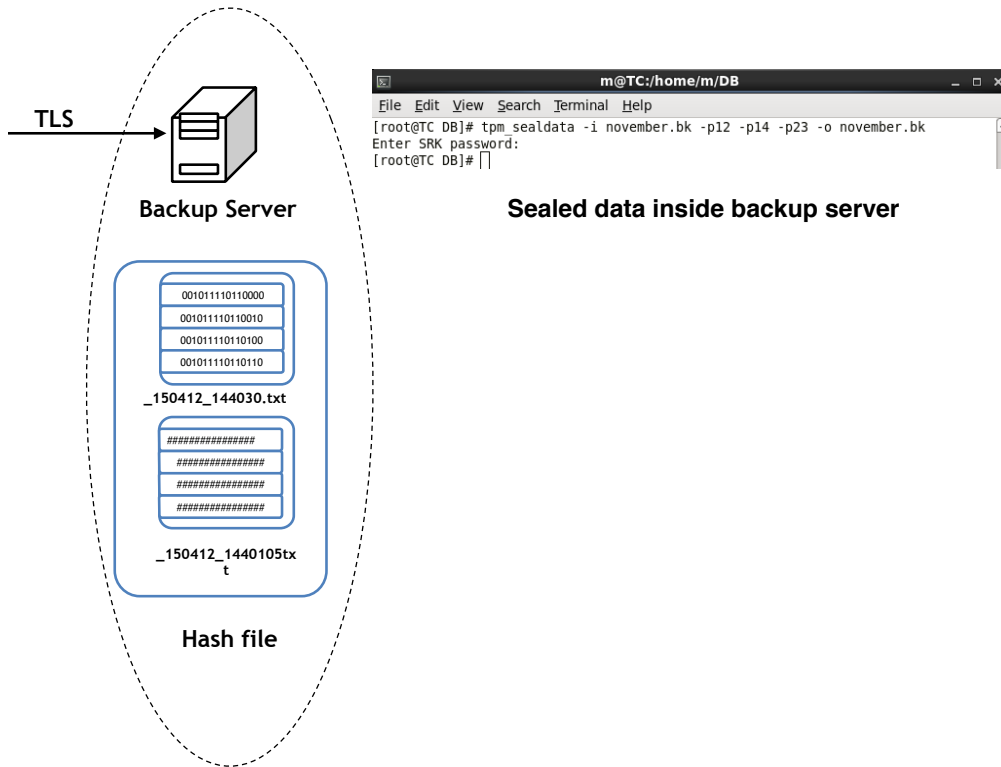 TLS
Backup Server
001011110110000
001011110110010
001011110110100
001011110110110
_150412_144030.txt
################
################
################
################
_150412_1440105tx
t
Hash file
m@TC:/home/m/DB
File Edit View Search Terminal Help
[root@TC DB]# tpm_sealdata -i november.bk -p12 -p14 -p23 -o november.bk
Enter SRK password:
[root@TC DB]#
Sealed data inside backup server